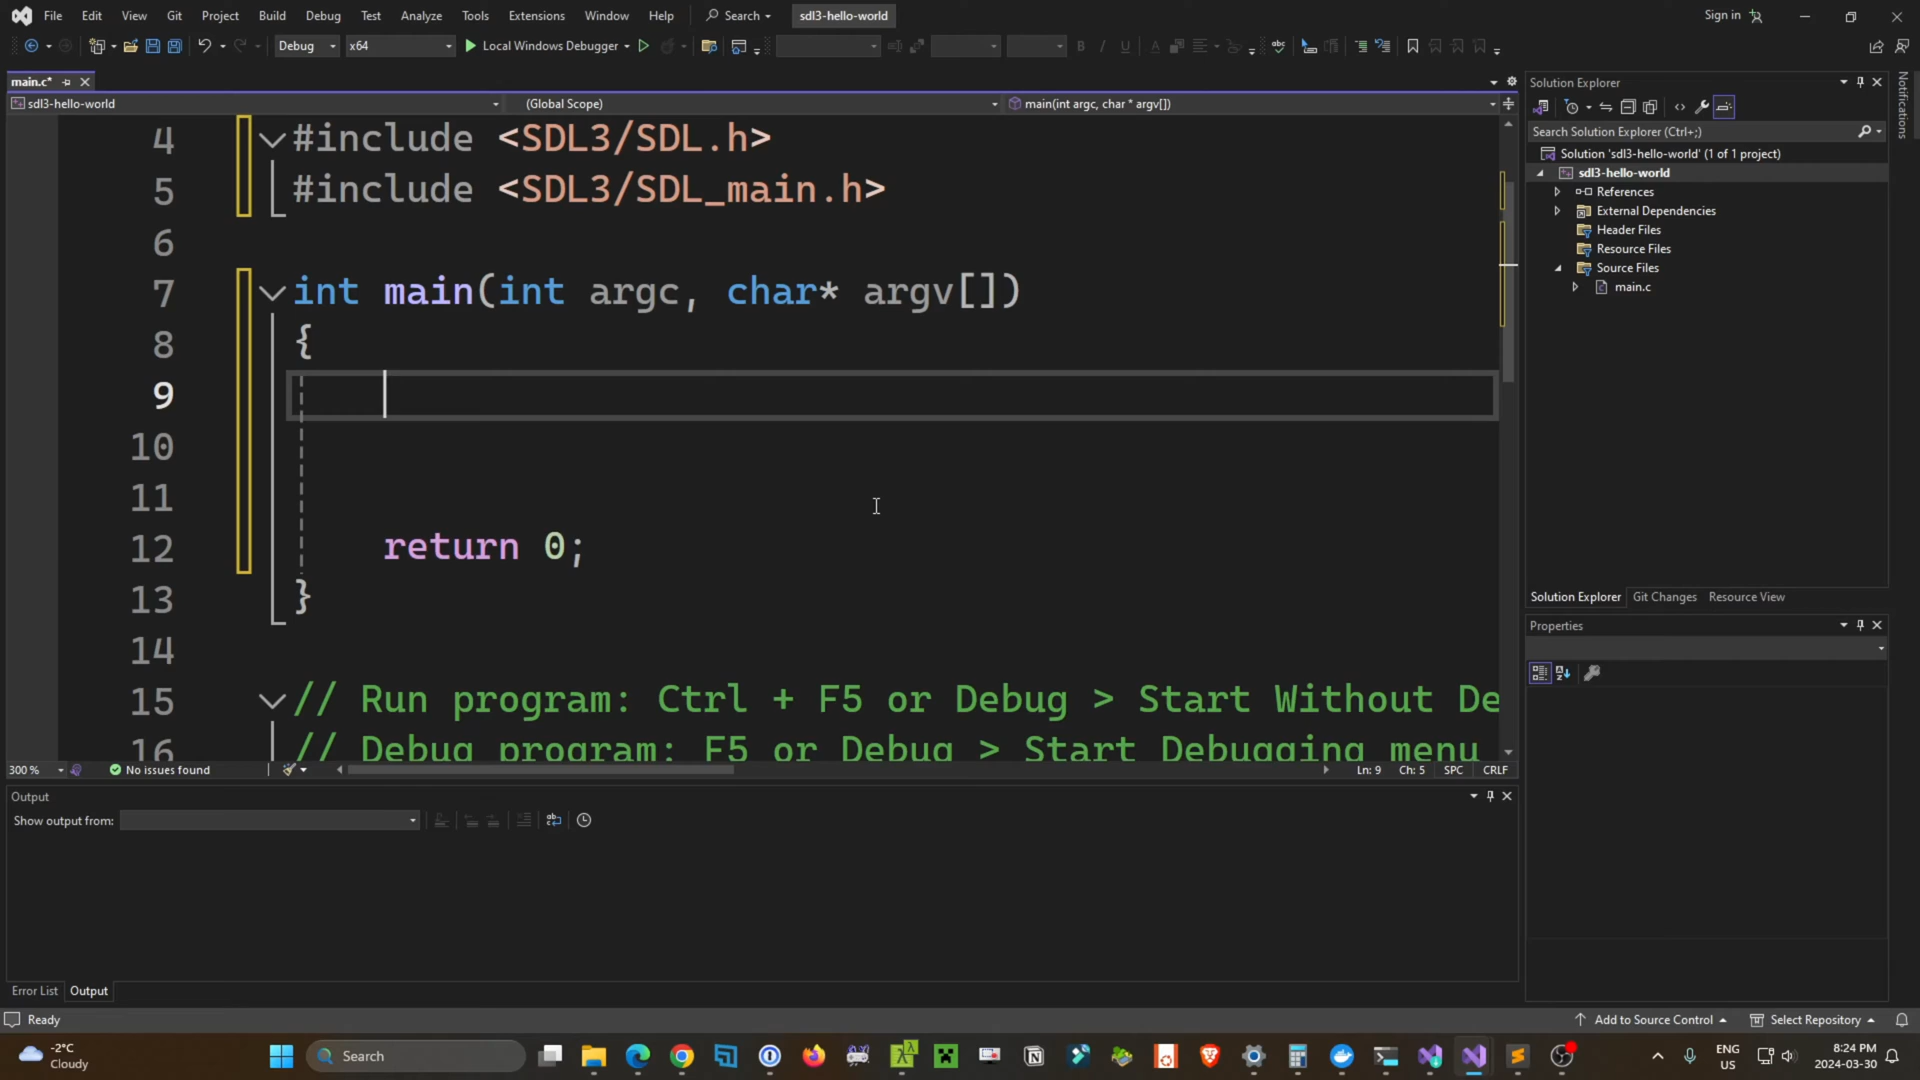 File Edit View Git Project Build Debug Test Analyze Tools Extensions Window Help Search sdl3-hello-world Sign in
Debug x64 Local Windows Debugger
main.c*
sdl3-hello-world (Global Scope) main(int argc, char * argv[])
4 #include <SDL3/SDL.h>
5 #include <SDL3/SDL_main.h>
6
7 int main(int argc, char* argv[])
8 {
9
10
11
12 return 0;
13 }
14
15 // Run program: Ctrl + F5 or Debug > Start Without De
16 // Debug program: F5 or Debug > Start Debugging menu
300 % No issues found Ln: 9 Ch: 5 SPC CRLF
Output
Show output from:
Error List Output
Solution Explorer
Search Solution Explorer (Ctrl+;)
Solution 'sdl3-hello-world' (1 of 1 project)
sdl3-hello-world
References
External Dependencies
Header Files
Resource Files
Source Files
main.c
Solution Explorer Git Changes Resource View
Properties
Notifications
Ready Add to Source Control Select Repository
-2°C
Cloudy
Search
ENG
US
8:24 PM
2024-03-30